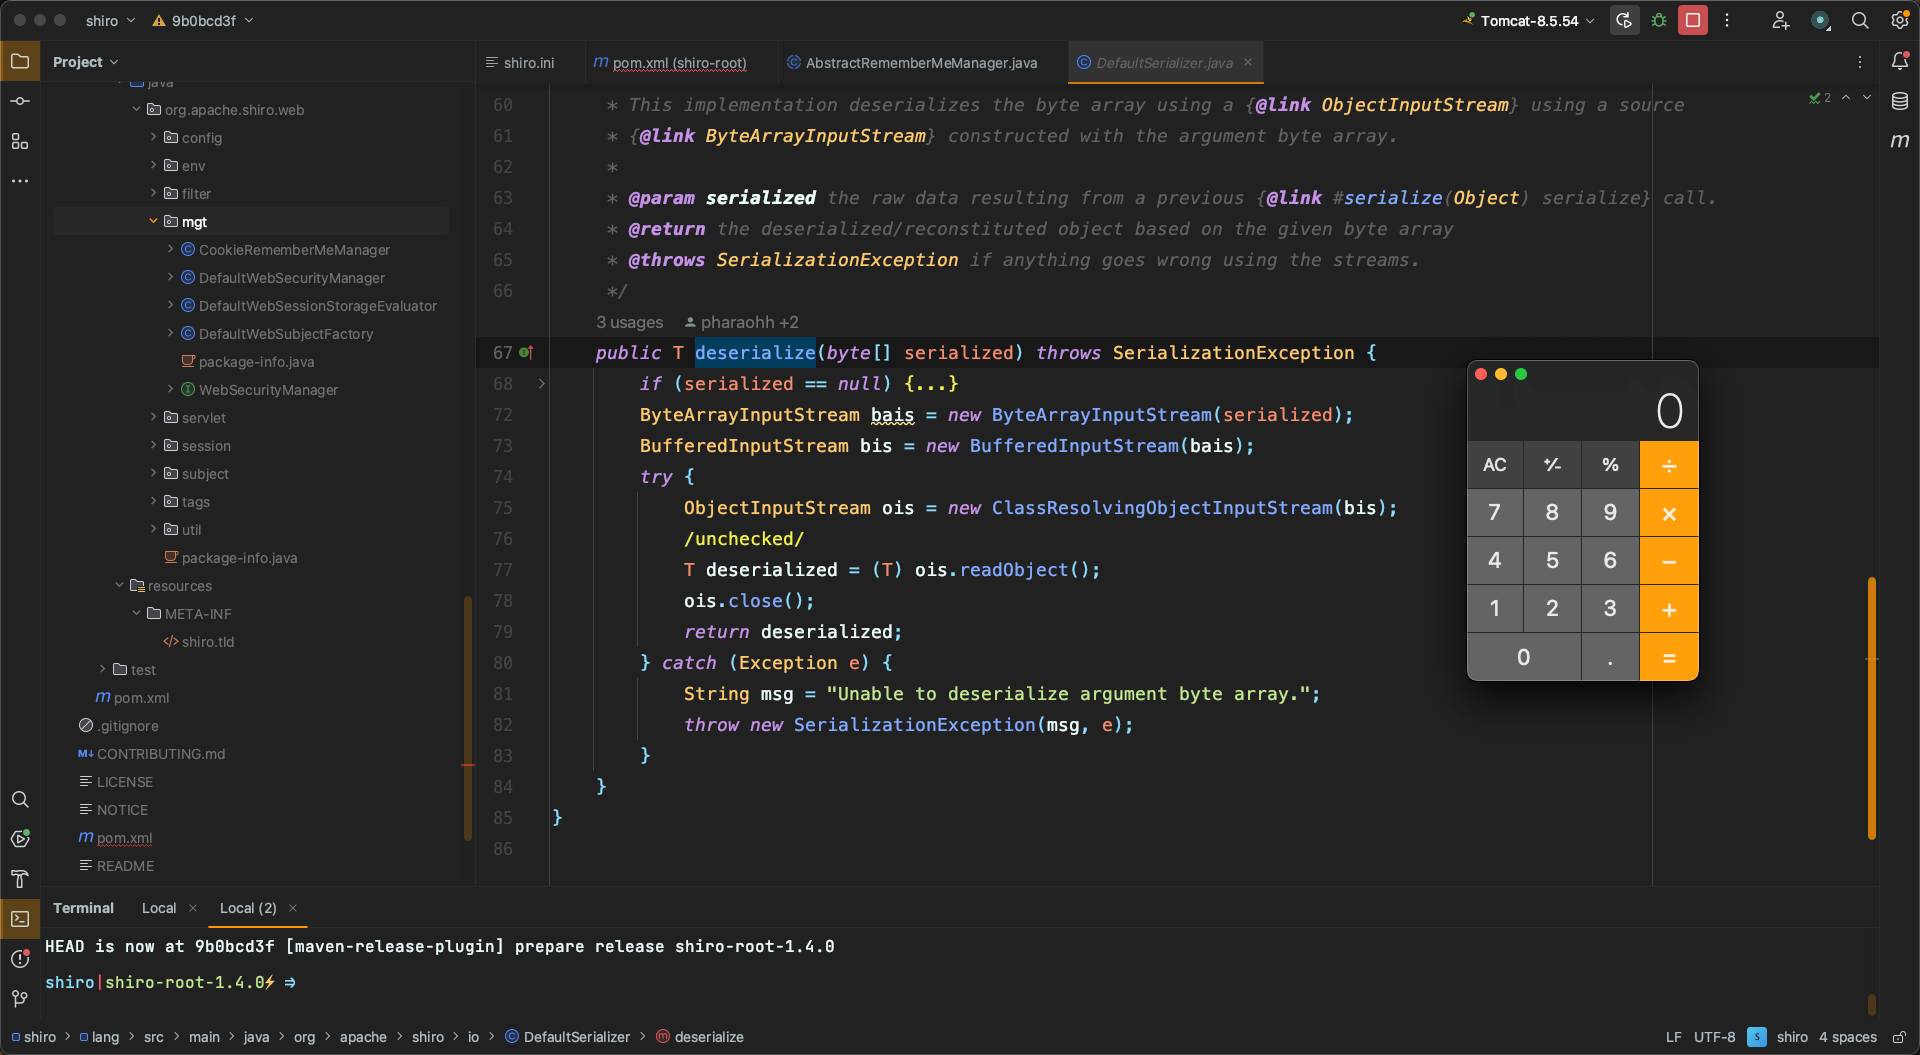 shiro
9b0bcd3f
Tomcat-8.5.54
Project
shiro.ini
pom.xml (shiro-root)
AbstractRememberMeManager.java
DefaultSerializer.java
java
org.apache.shiro.web
config
env
filter
mgt
CookieRememberMeManager
DefaultWebSecurityManager
DefaultWebSessionStorageEvaluator
DefaultWebSubjectFactory
package-info.java
WebSecurityManager
servlet
session
subject
tags
util
package-info.java
resources
META-INF
shiro.tld
test
pom.xml
.gitignore
CONTRIBUTING.md
LICENSE
NOTICE
pom.xml
README
2
60 * This implementation deserializes the byte array using a {@link ObjectInputStream} using a source
61 * {@link ByteArrayInputStream} constructed with the argument byte array.
62 *
63 * @param serialized the raw data resulting from a previous {@link #serialize(Object) serialize} call.
64 * @return the deserialized/reconstituted object based on the given byte array
65 * @throws SerializationException if anything goes wrong using the streams.
66 */
3 usages pharaohh +2
67 public T deserialize(byte[] serialized) throws SerializationException {
68 if (serialized == null) {...}
72 ByteArrayInputStream bais = new ByteArrayInputStream(serialized);
73 BufferedInputStream bis = new BufferedInputStream(bais);
74 try {
75 ObjectInputStream ois = new ClassResolvingObjectInputStream(bis);
76 /unchecked/
77 T deserialized = (T) ois.readObject();
78 ois.close();
79 return deserialized;
80 } catch (Exception e) {
81 String msg = "Unable to deserialize argument byte array.";
82 throw new SerializationException(msg, e);
83 }
84 }
85 }
86
0
AC +/- % ÷
7 8 9 ×
4 5 6 −
1 2 3 +
0 . =
Terminal Local Local (2)
HEAD is now at 9b0bcd3f [maven-release-plugin] prepare release shiro-root-1.4.0
shiro|shiro-root-1.4.0⚡ ⇒
shiro > lang > src > main > java > org > apache > shiro > io > DefaultSerializer > deserialize
LF UTF-8 shiro 4 spaces